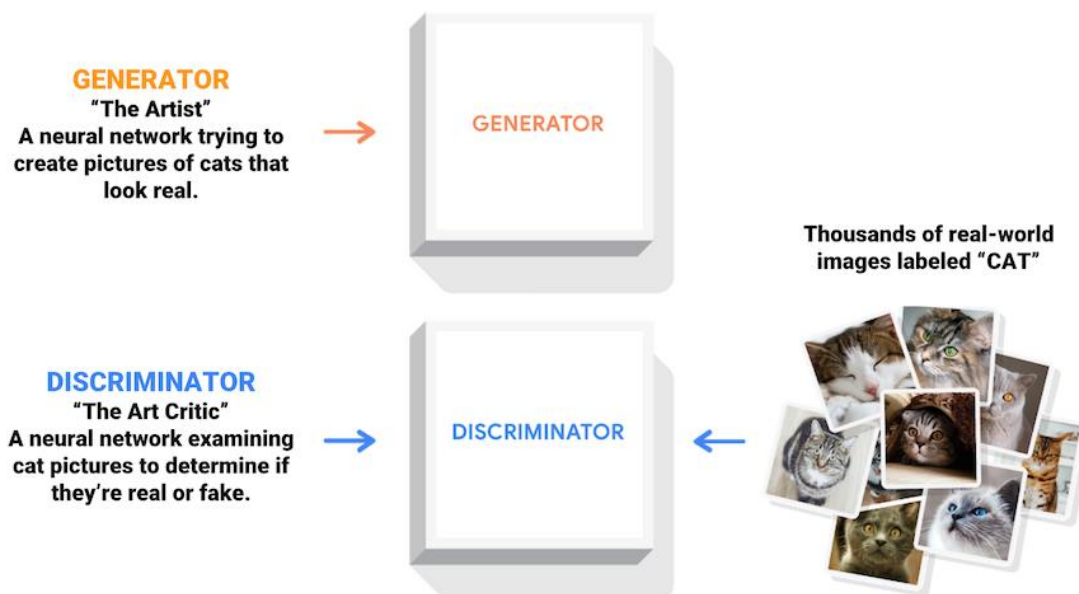 GENERATOR
“The Artist”
A neural network trying to
create pictures of cats that
look real.
GENERATOR
Thousands of real-world
images labeled “CAT”
DISCRIMINATOR
“The Art Critic”
A neural network examining
cat pictures to determine if
they’re real or fake.
DISCRIMINATOR